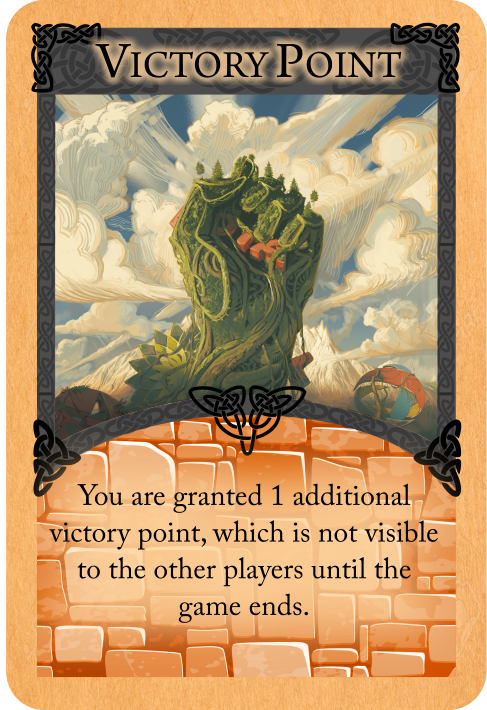 Victory Point
You are granted 1 additional
victory point, which is not visible
to the other players until the
game ends.